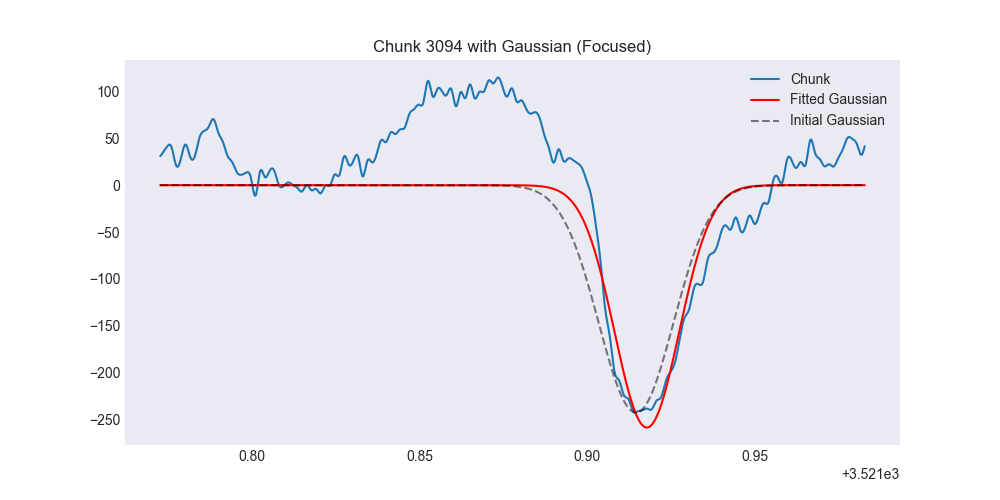 Chunk 3094 with Gaussian (Focused)
Chunk
Fitted Gaussian
Initial Gaussian
100
50
0
−50
−100
−150
−200
−250
0.80 0.85 0.90 0.95
+3.521e3